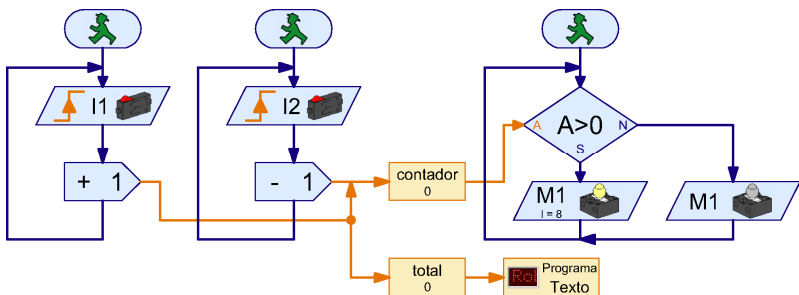 I1
+ 1
I2
- 1
contador
0
total
0
Programa
Texto
A
A>0
N
S
M1
I = 8
M1